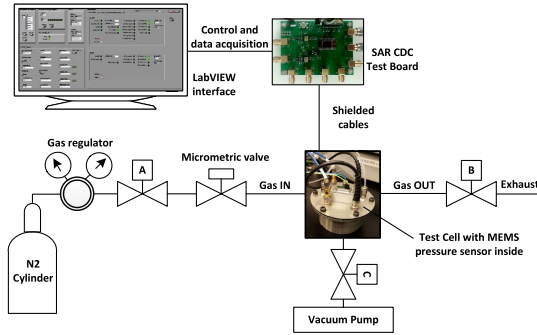 Control and
data acquisition
LabVIEW
interface
SAR CDC
Test Board
Shielded
cables
Gas regulator
A
Micrometric valve
Gas IN
Gas OUT
B
Exhaust
N2
Cylinder
Test Cell with MEMS
pressure sensor inside
C
Vacuum Pump